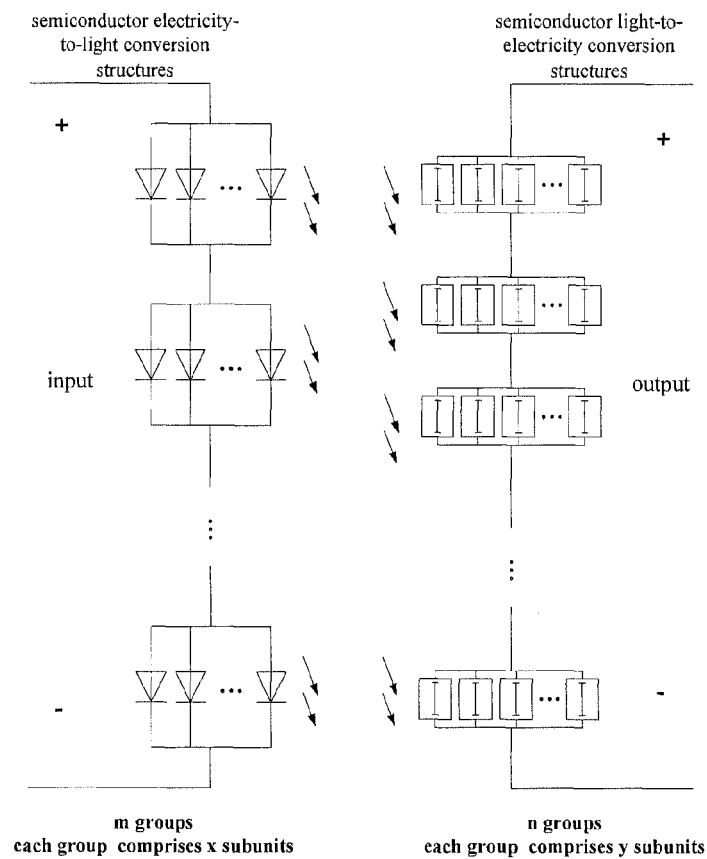 semiconductor electricity-
to-light conversion
structures
semiconductor light-to-
electricity conversion
structures
+
+
input
output
-
-
m groups
each group comprises x subunits
n groups
each group comprises y subunits